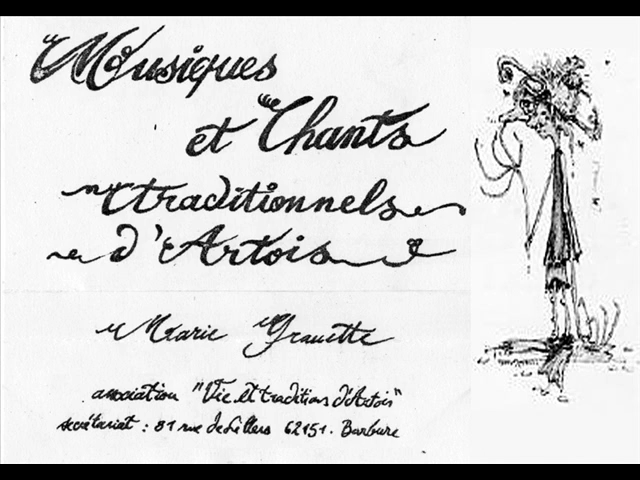 Musiques
et Chants
traditionnels
d'Artois
Marie Grauette
association "Vie et traditions d'Artois"
secrétariat : 81 rue de Lillers 62151. Burbure